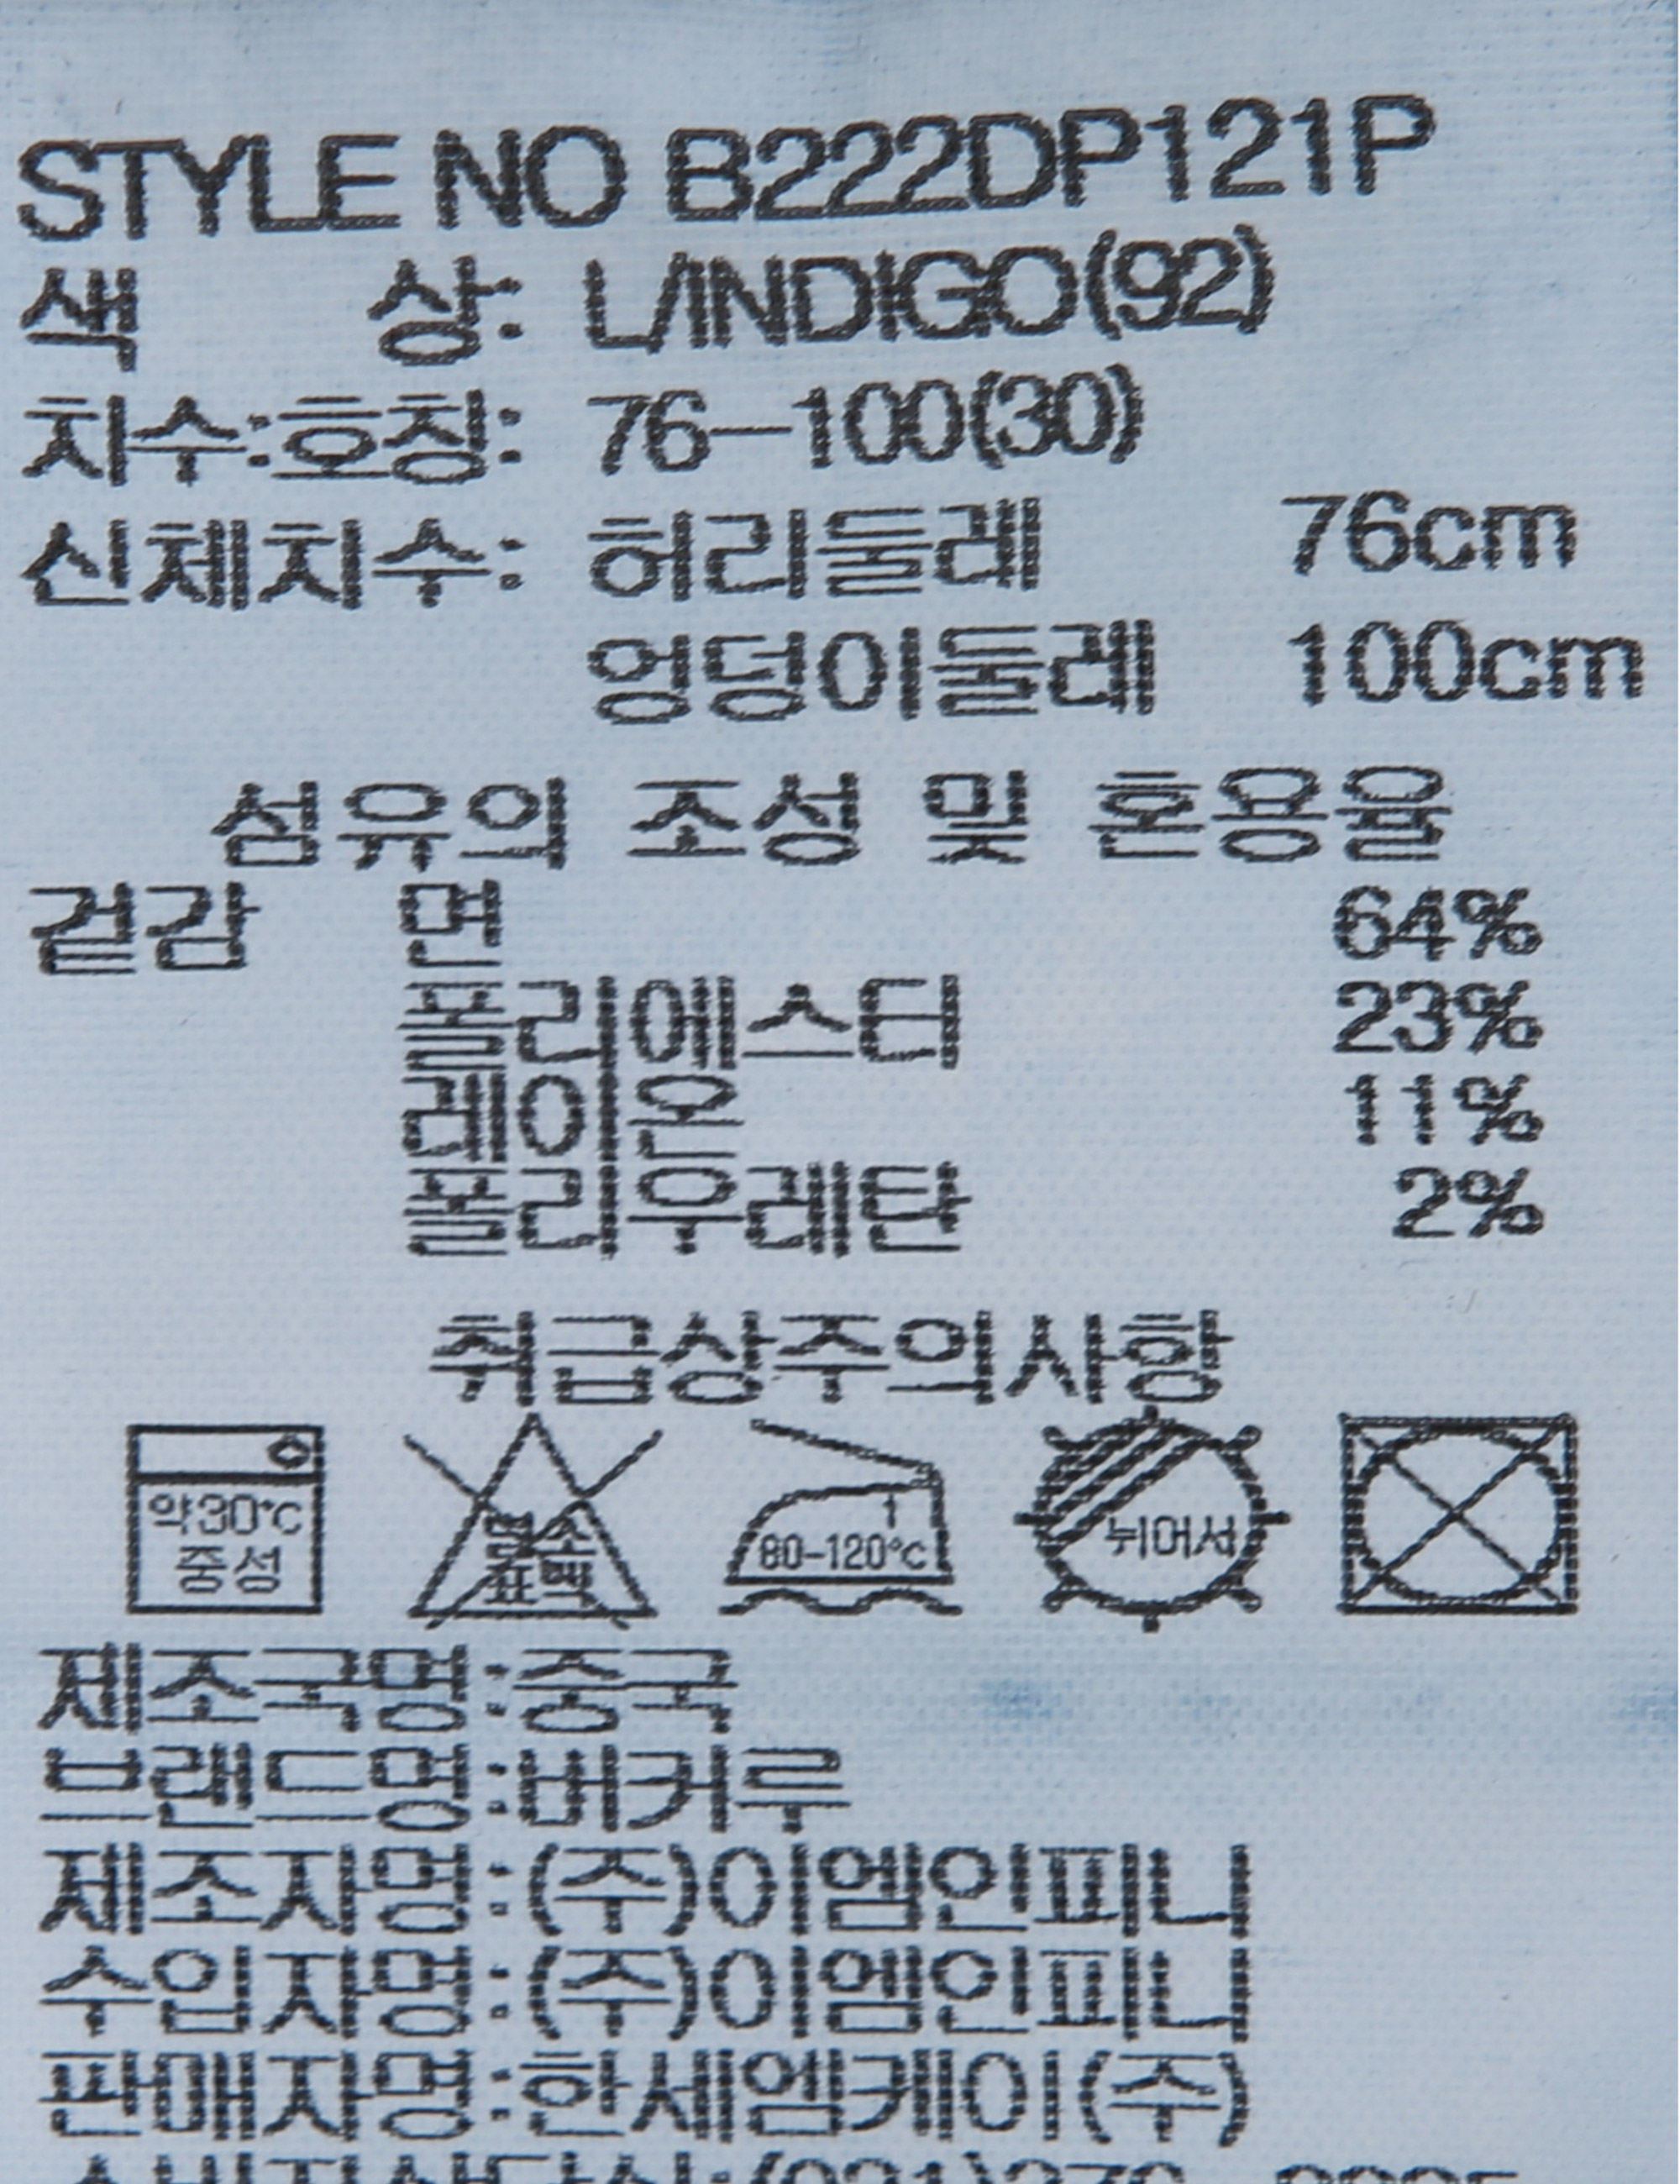 STYLE NO B222DP121P
색 상: L/INDIGO(92)
치수:호칭: 76-100(30)
신체치수: 허리둘레 76cm
엉덩이둘레 100cm
섬유의 조성 및 혼용율
겉감 면 64%
폴리에스터 23%
레이온 11%
폴리우레탄 2%
취급상주의사항
약30℃ 중성
염소 표백
80-120℃
뉘어서
제조국명:중국
브랜드명:버커루
제조자명:(주)이엠인피니
수입자명:(주)이엠인피니
판매자명:한세엠케이(주)